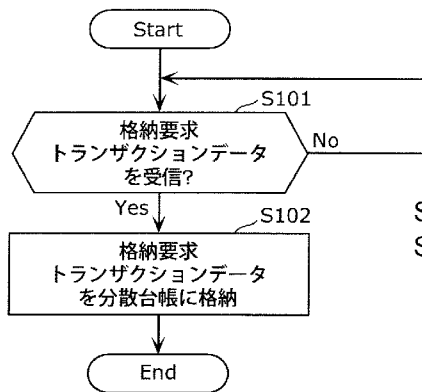 Start
S101
格納要求
トランザクションデータ
を受信?
No
Yes
S102
格納要求
トランザクションデータ
を分散台帳に格納
End
S
S